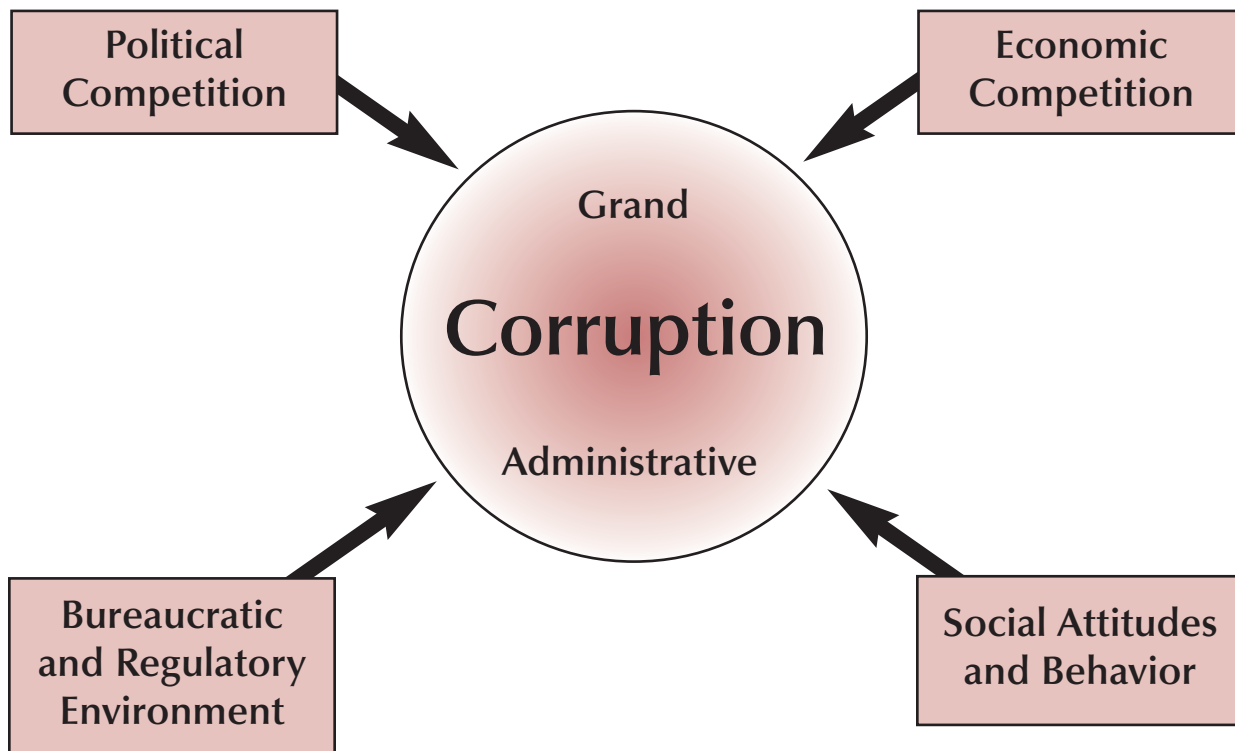 Political
Competition
Economic
Competition
Grand
Corruption
Administrative
Bureaucratic
and Regulatory
Environment
Social Attitudes
and Behavior